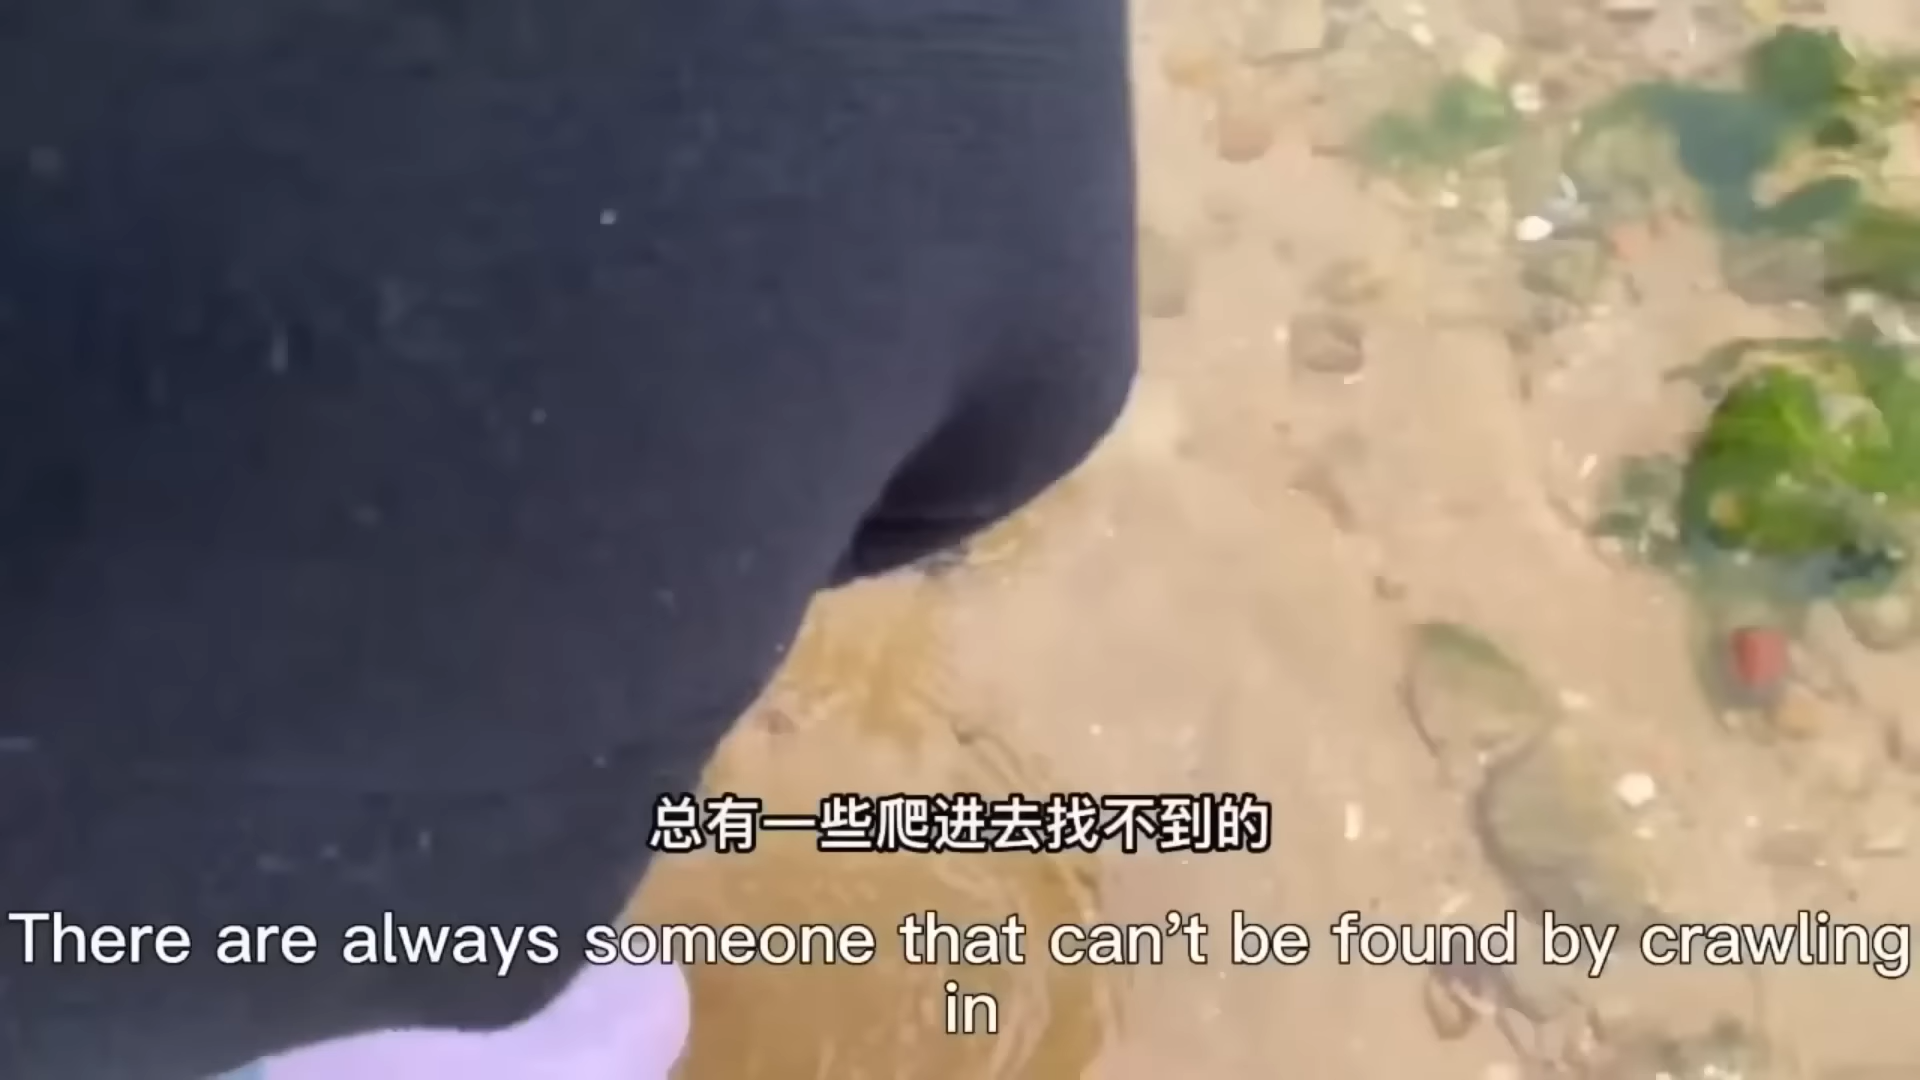 总有一些爬进去找不到的
There are always someone that can't be found by crawling
in